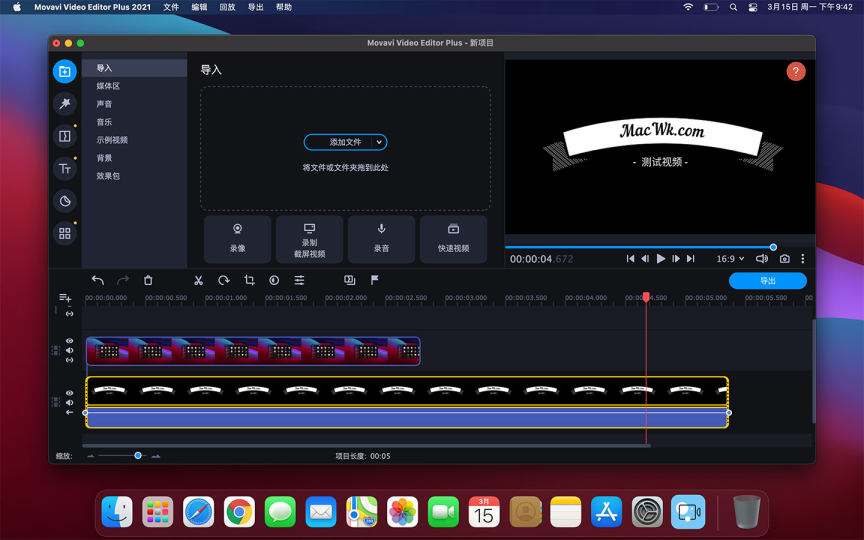 Movavi Video Editor Plus 2021 文件 编辑 回放 导出 帮助 3月15日 周一 下午9:42
Movavi Video Editor Plus - 新项目
导入
媒体区
声音
音乐
示例视频
背景
效果包
导入
添加文件
将文件或文件夹拖到此处
录像
录制
截屏视频
录音
快速视频
?
MacWk.com
- 测试视频 -
00:00:04.672
16:9
导出
00:00:00.000 00:00:00.500 00:00:01.000 00:00:01.500 00:00:02.000 00:00:02.500 00:00:03.000 00:00:03.500 00:00:04.000 00:00:05.000 00:00:05.500
缩放:
项目长度: 00:05
3月
15